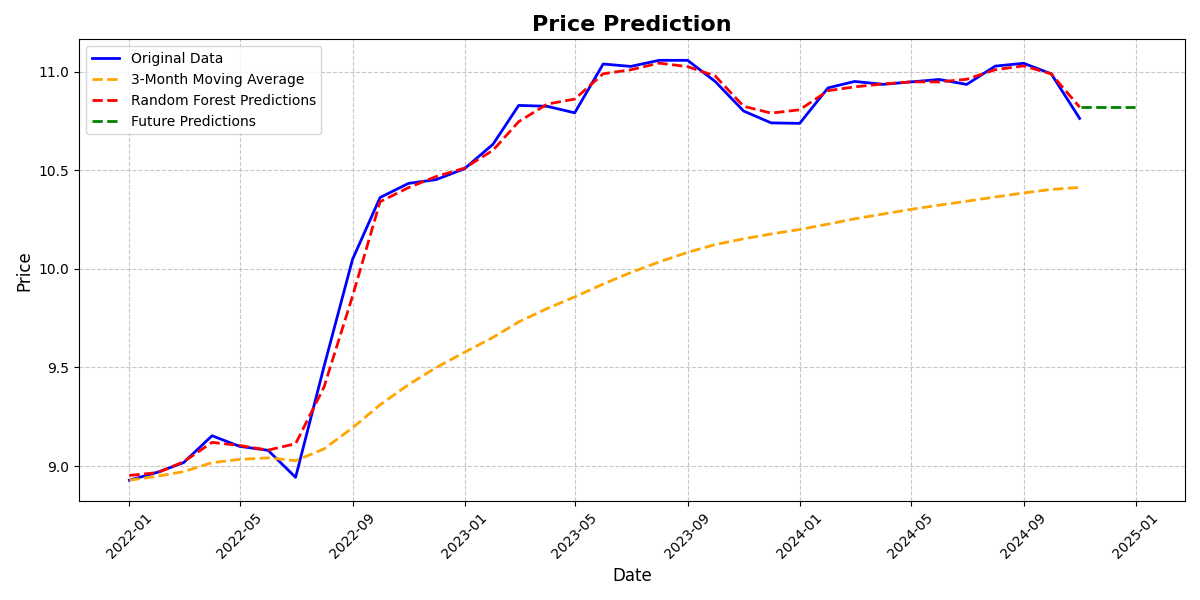 Price Prediction
Original Data
3-Month Moving Average
Random Forest Predictions
Future Predictions
Price
11.0
10.5
10.0
9.5
9.0
2022-01
2022-05
2022-09
2023-01
2023-05
2023-09
2024-01
2024-05
2024-09
2025-01
Date